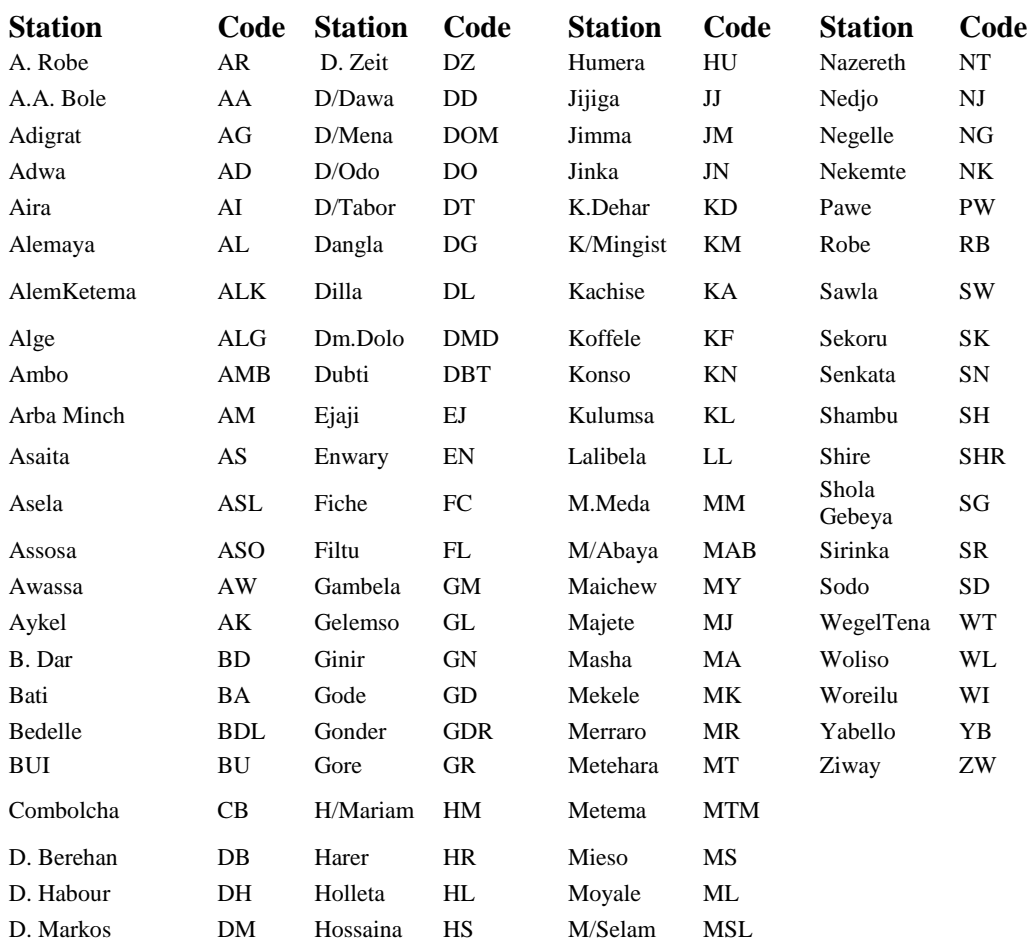 Station Code Station Code Station Code Station Code
A. Robe AR D. Zeit DZ Humera HU Nazereth NT
A.A. Bole AA D/Dawa DD Jijiga JJ Nedjo NJ
Adigrat AG D/Mena DOM Jimma JM Negelle NG
Adwa AD D/Odo DO Jinka JN Nekemte NK
Aira AI D/Tabor DT K.Dehar KD Pawe PW
Alemaya AL Dangla DG K/Mingist KM Robe RB
AlemKetema ALK Dilla DL Kachise KA Sawla SW
Alge ALG Dm.Dolo DMD Koffele KF Sekoru SK
Ambo AMB Dubti DBT Konso KN Senkata SN
Arba Minch AM Ejaji EJ Kulumsa KL Shambu SH
Asaita AS Enwary EN Lalibela LL Shire SHR
Asela ASL Fiche FC M.Meda MM Shola
Gebeya SG
Assosa ASO Filtu FL M/Abaya MAB Sirinka SR
Awassa AW Gambela GM Maichew MY Sodo SD
Aykel AK Gelemso GL Majete MJ WegelTena WT
B. Dar BD Ginir GN Masha MA Woliso WL
Bati BA Gode GD Mekele MK Woreilu WI
Bedelle BDL Gonder GDR Merraro MR Yabello YB
BUI BU Gore GR Metehara MT Ziway ZW
Combolcha CB H/Mariam HM Metema MTM
D. Berehan DB Harer HR Mieso MS
D. Habour DH Holleta HL Moyale ML
D. Markos DM Hossaina HS M/Selam MSL